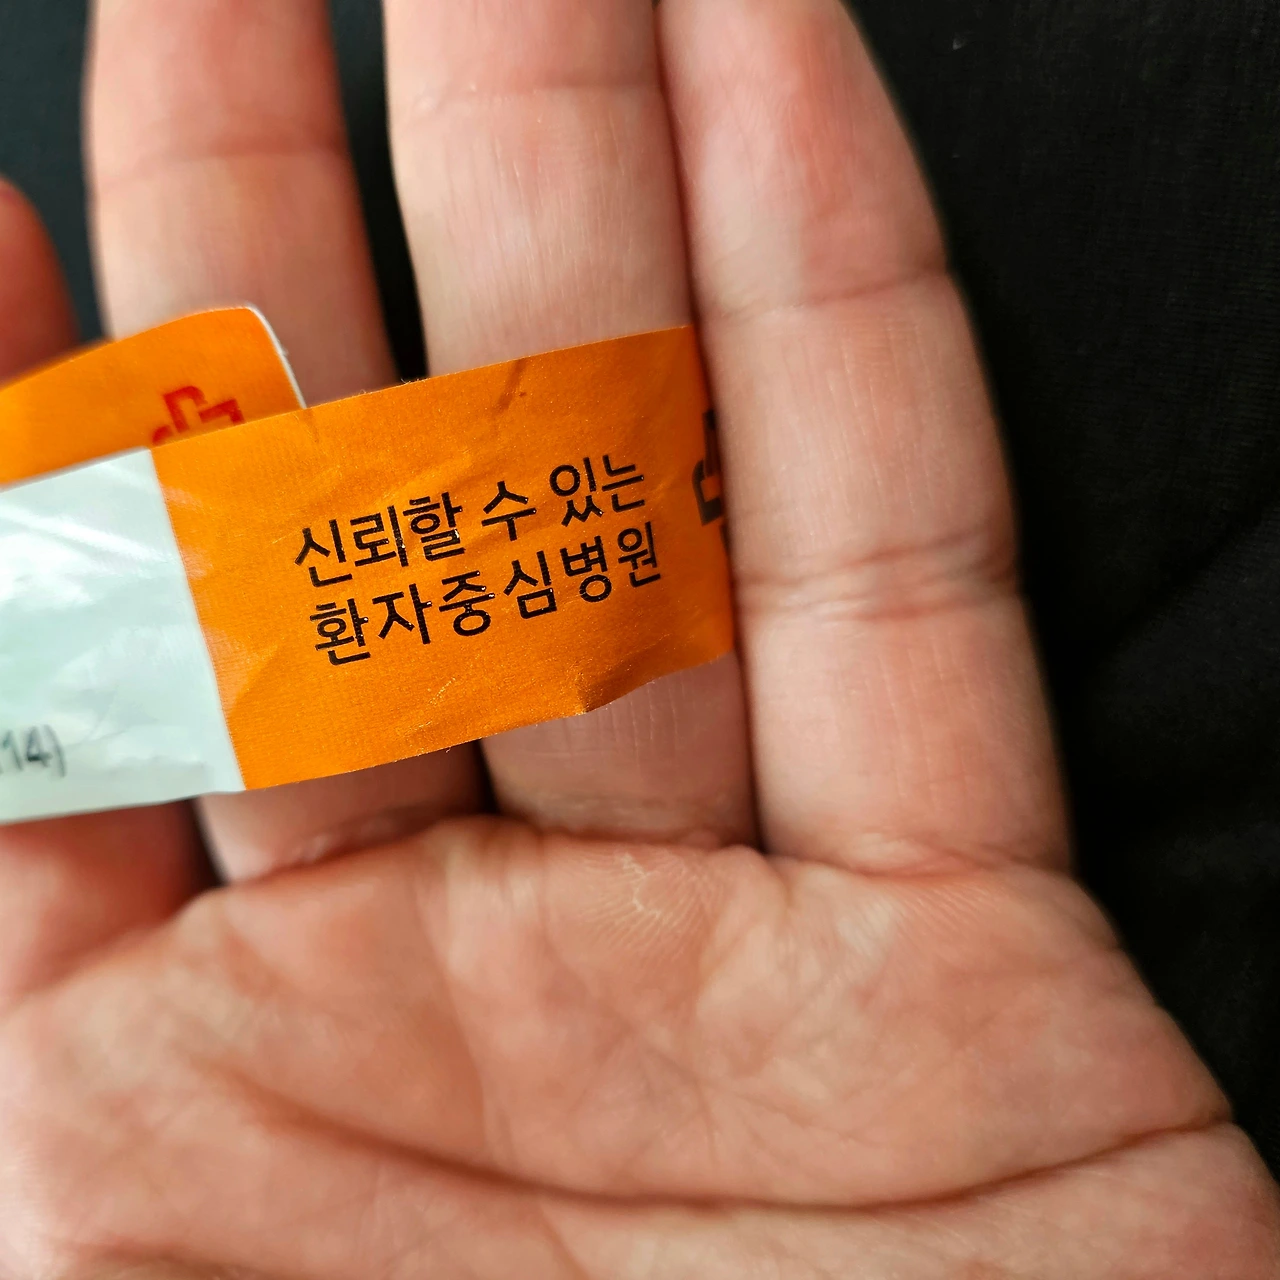 신뢰할 수 있는
환자중심병원
14)